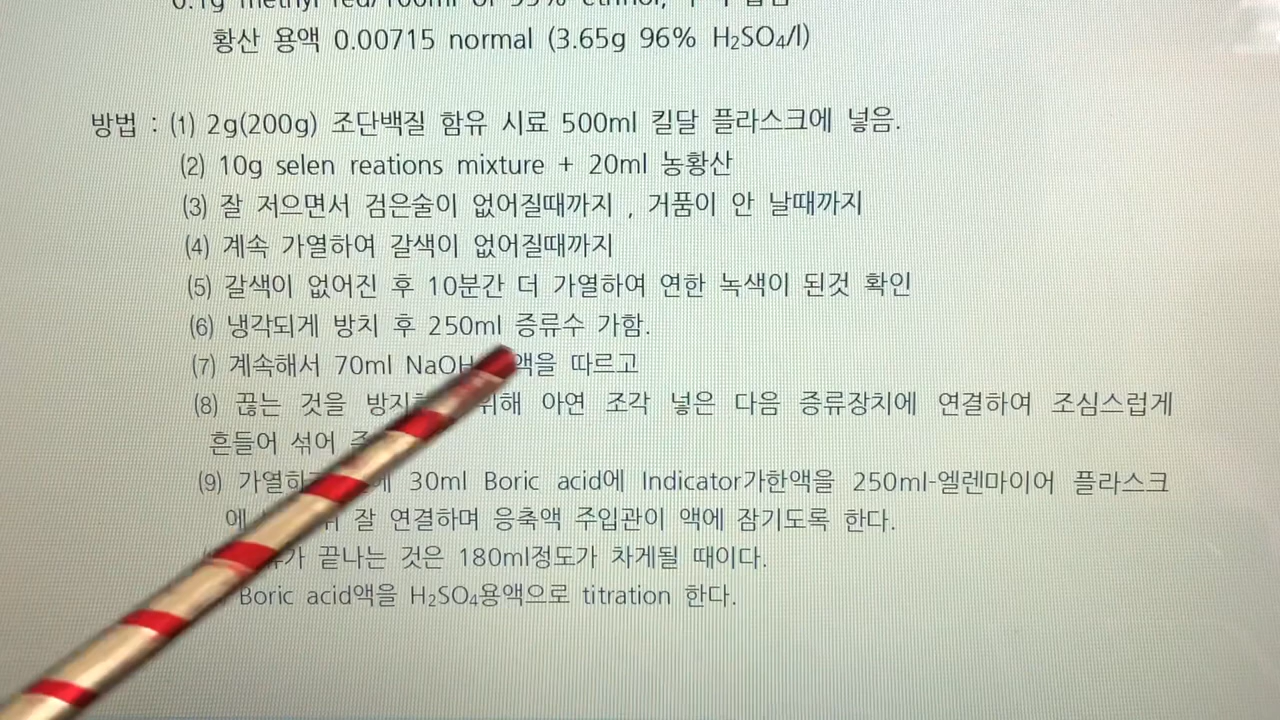 황산 용액 0.00715 normal (3.65g 96% H₂SO₄/l)
방법 : (1) 2g(200g) 조단백질 함유 시료 500ml 킬달 플라스크에 넣음.
(2) 10g selen reations mixture + 20ml 농황산
(3) 잘 저으면서 검은술이 없어질때까지 , 거품이 안 날때까지
(4) 계속 가열하여 갈색이 없어질때까지
(5) 갈색이 없어진 후 10분간 더 가열하여 연한 녹색이 된것 확인
(6) 냉각되게 방치 후 250ml 증류수 가함.
(7) 계속해서 70ml NaOH 따르고
(8) 끊는 것을 위해 아연 조각 넣은 다음 증류장치에 연결하여 조심스럽게
흔들어 섞어
(9) 30ml Boric acid에 Indicator가한액을 250ml-엘렌마이어 플라스크
에 잘 연결하며 응축액 주입관이 액에 잠기도록 한다.
끝나는 것은 180ml정도가 차게될 때이다.
Boric acid액을 H₂SO₄용액으로 titration 한다.